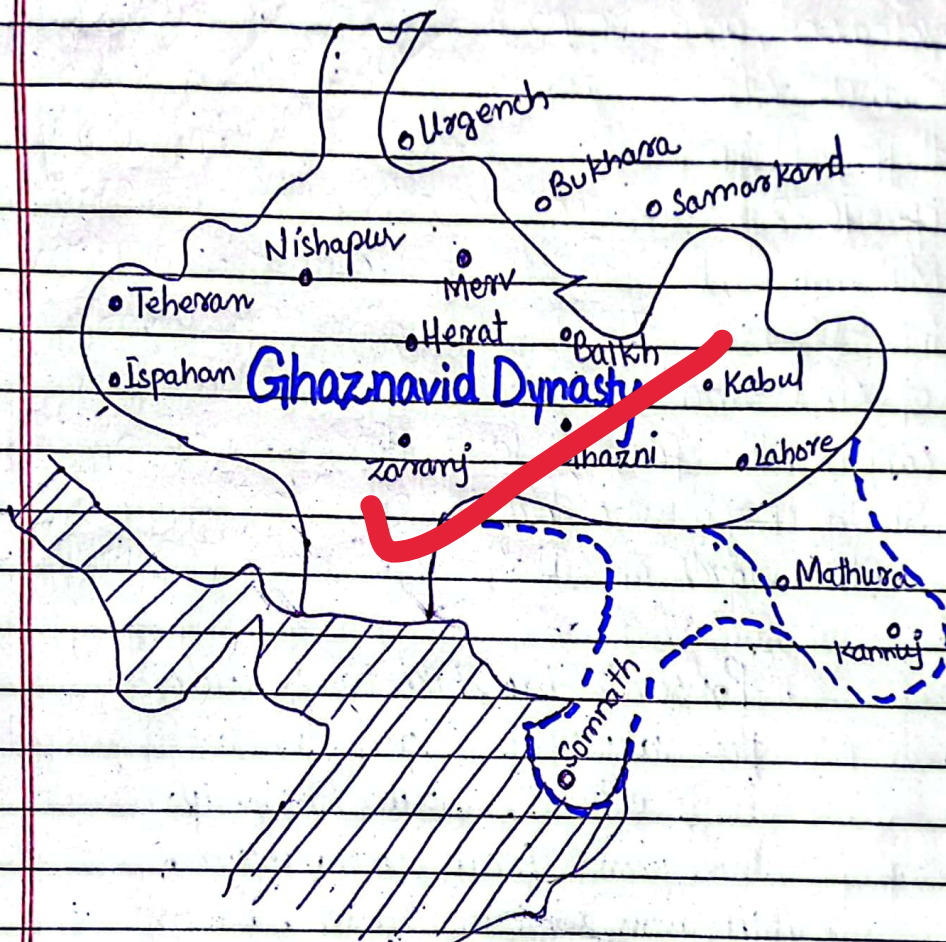 Urgench
Bukhara
Samarkand
Nishapur
Merv
Teheran
Herat
Balkh
Ispahan
Ghaznavid Dynasty
Kabul
Zaranj
Lahore
Mathura
Kannuj
Somnath